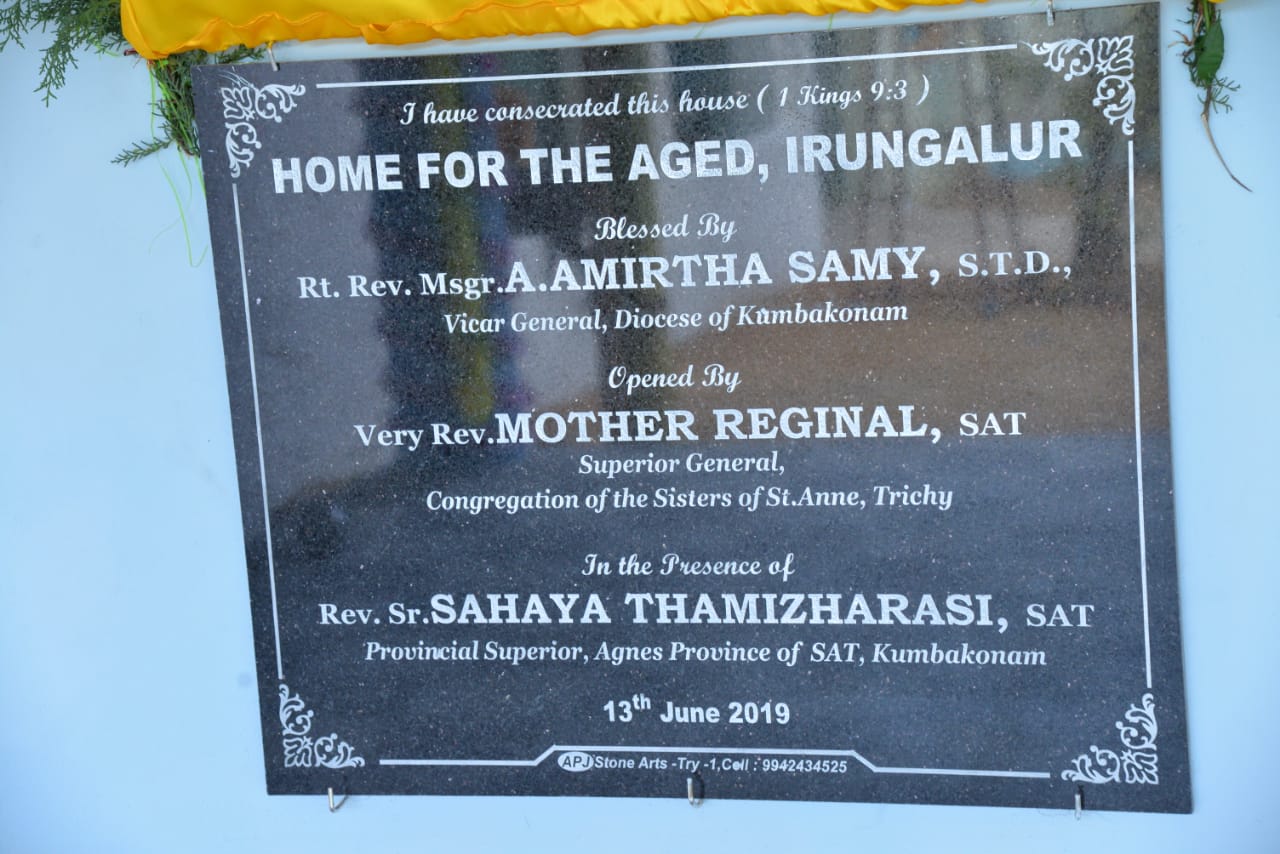 I have consecrated this house ( 1 Kings 9:3 )
HOME FOR THE AGED, IRUNGALUR
Blessed By
Rt. Rev. Msgr.A.AMIRTHA SAMY, S.T.D.,
Vicar General, Diocese of Kumbakonam
Opened By
Very Rev.MOTHER REGINAL, SAT
Superior General,
Congregation of the Sisters of St.Anne, Trichy
In the Presence of
Rev. Sr.SAHAYA THAMIZHARASI, SAT
Provincial Superior, Agnes Province of SAT, Kumbakonam
13th June 2019
APJ Stone Arts -Try -1,Cell : 9942434525